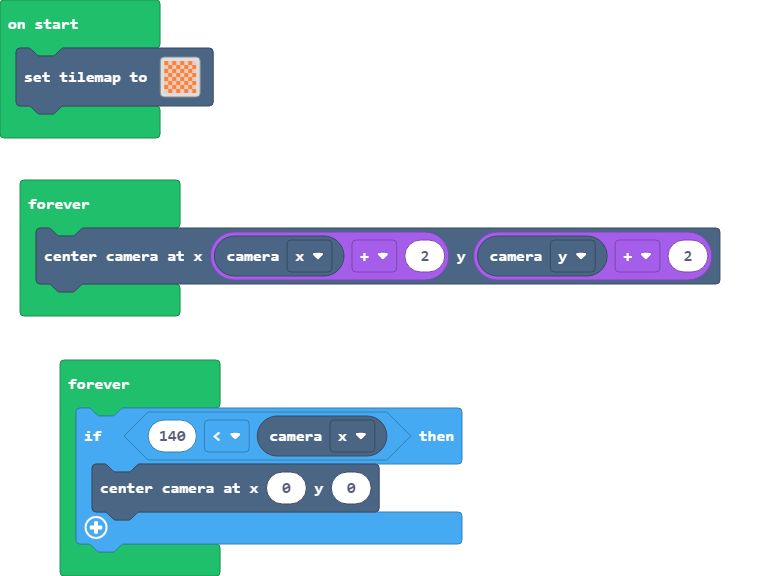 on start
set tilemap to
forever
center camera at x camera x + 2 y camera y + 2
forever
if 140 < camera x then
center camera at x 0 y 0